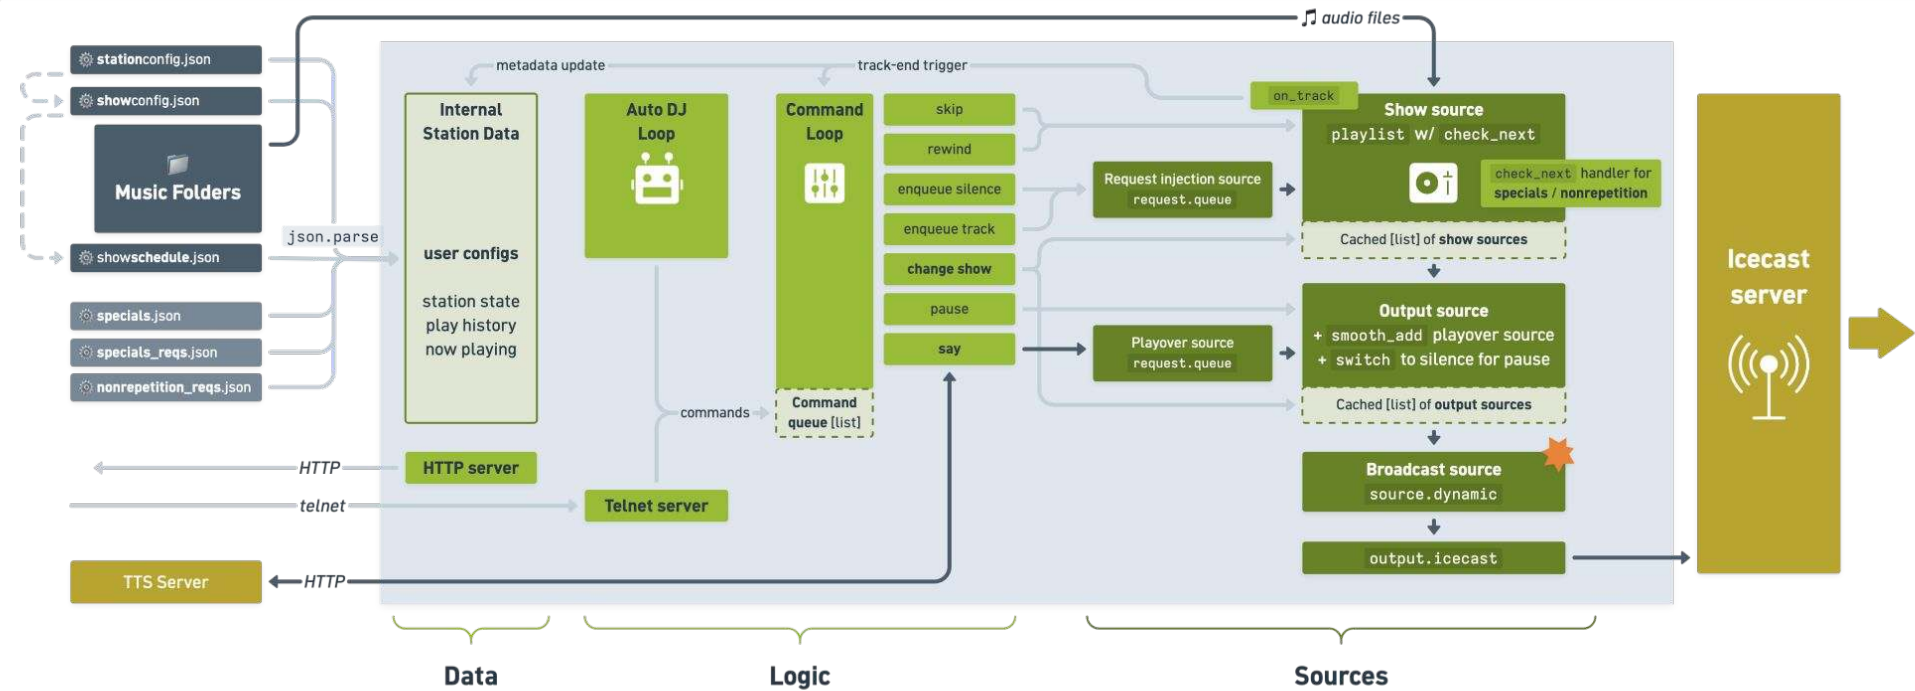 audio files
stationconfig.json
showconfig.json
Music Folders
json.parse
showschedule.json
specials.json
specials_reqs.json
nonrepetition_reqs.json
HTTP
telnet
TTS Server
HTTP
metadata update
track-end trigger
Internal
Station Data
user configs
station state
play history
now playing
HTTP server
Auto DJ
Loop
commands
Telnet server
Command
Loop
Command
queue [list]
skip
rewind
enqueue silence
enqueue track
change show
pause
say
Request injection source
request.queue
Playover source
request.queue
on_track
Show source
playlist w/ check_next
check_next handler for
specials / nonrepetition
Cached [list] of show sources
Output source
+ smooth_add playover source
+ switch to silence for pause
Cached [list] of output sources
Broadcast source
source.dynamic
output.icecast
Icecast
server
Data
Logic
Sources